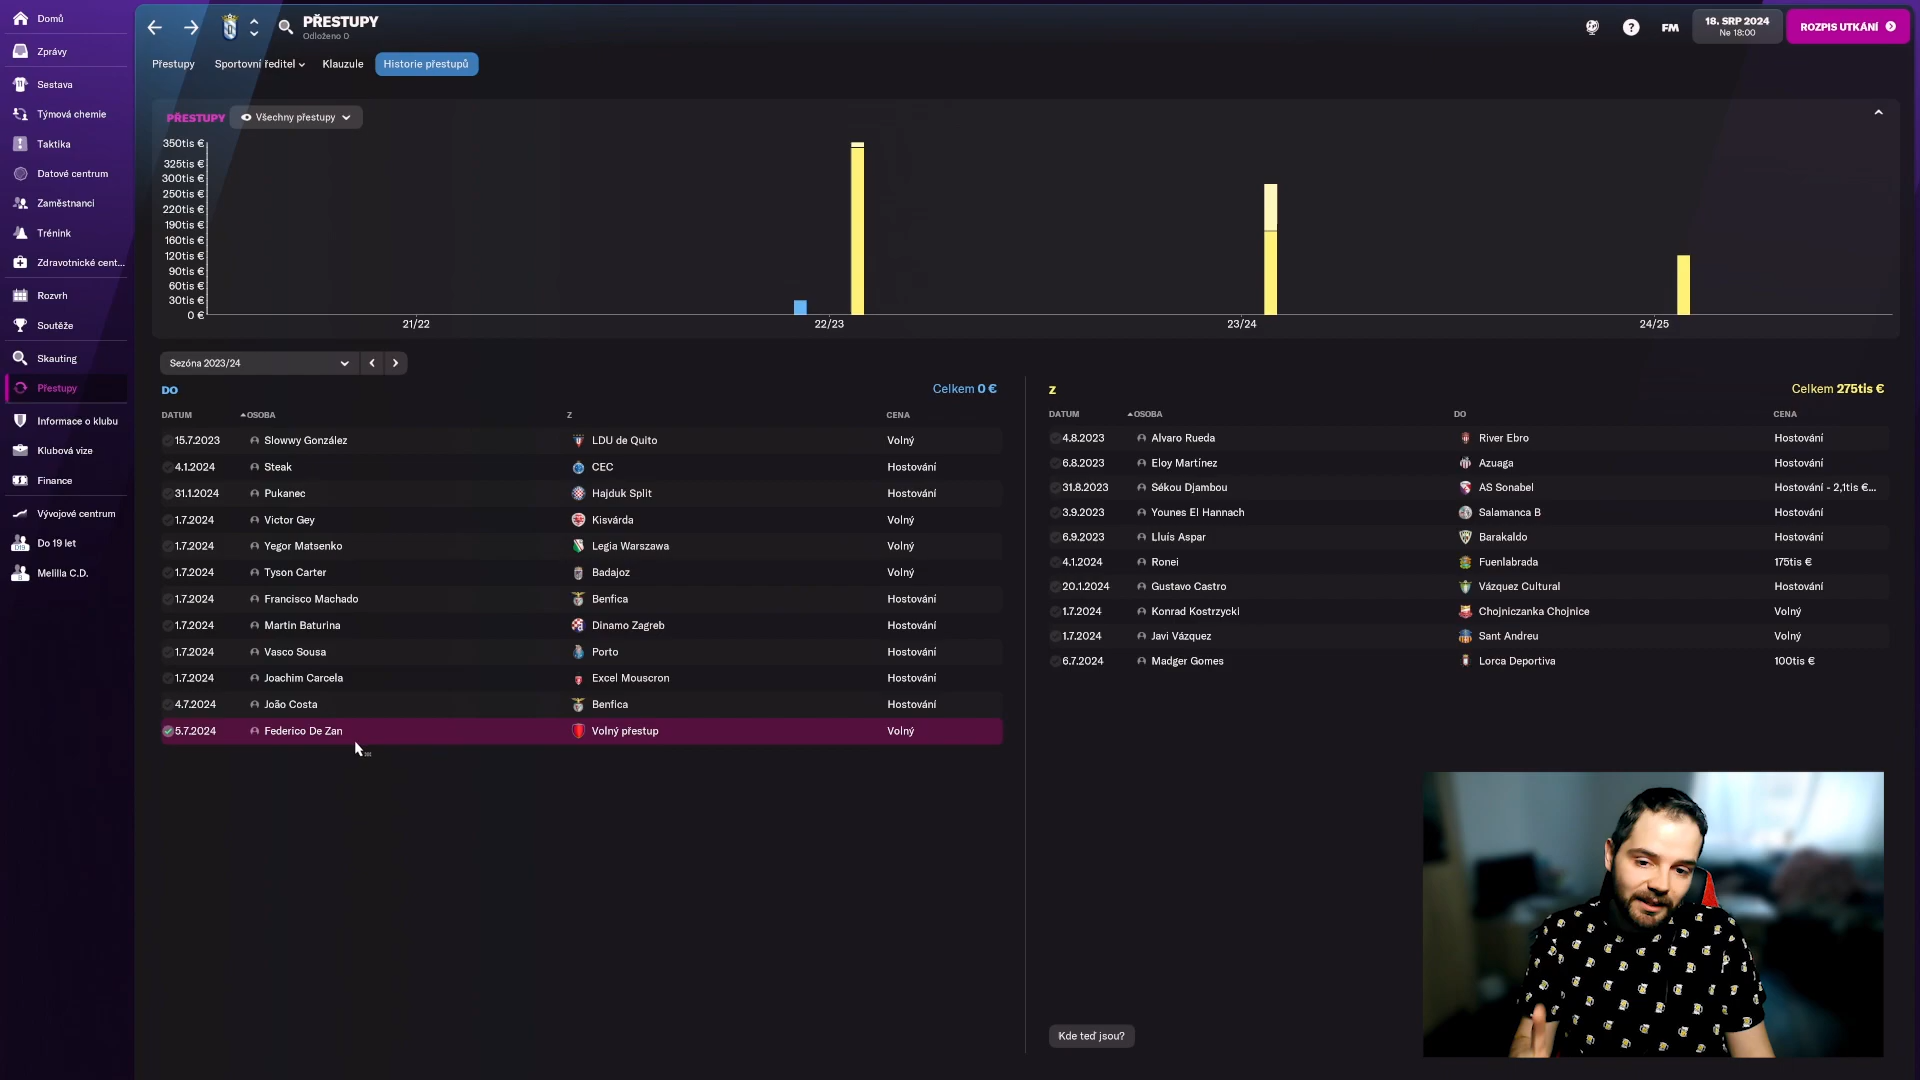 Domů
Zprávy
Sestava
Týmová chemie
Taktika
Datové centrum
Zaměstnanci
Trénink
Zdravotnické cent...
Rozvrh
Soutěže
Skauting
Přestupy
Informace o klubu
Klubová vize
Finance
Vývojové centrum
Do 19 let
Melilla C.D.
PŘESTUPY
Odloženo 0
FM
18. SRP 2024
Ne 18:00
ROZPIS UTKÁNÍ
Přestupy
Sportovní ředitel
Klauzule
Historie přestupů
PŘESTUPY
Všechny přestupy
350tis €
325tis €
300tis €
250tis €
220tis €
190tis €
160tis €
120tis €
90tis €
60tis €
30tis €
0 €
21/22 22/23 23/24 24/25
Sezóna 2023/24
DO Celkem 0 €
DATUM OSOBA Z CENA
15.7.2023 Slowwy González LDU de Quito Volný
4.1.2024 Steak CEC Hostování
31.1.2024 Pukanec Hajduk Split Hostování
1.7.2024 Victor Gey Kisvárda Volný
1.7.2024 Yegor Matsenko Legia Warszawa Volný
1.7.2024 Tyson Carter Badajoz Volný
1.7.2024 Francisco Machado Benfica Hostování
1.7.2024 Martin Baturina Dinamo Zagreb Hostování
1.7.2024 Vasco Sousa Porto Hostování
1.7.2024 Joachim Carcela Excel Mouscron Hostování
4.7.2024 João Costa Benfica Hostování
5.7.2024 Federico De Zan Volný přestup Volný
Z Celkem 275tis €
DATUM OSOBA DO CENA
4.8.2023 Alvaro Rueda River Ebro Hostování
6.8.2023 Eloy Martínez Azuaga Hostování
31.8.2023 Sékou Djambou AS Sonabel Hostování - 2,1tis €...
3.9.2023 Younes El Hannach Salamanca B Hostování
6.9.2023 Lluís Aspar Barakaldo Hostování
4.1.2024 Ronei Fuenlabrada 175tis €
20.1.2024 Gustavo Castro Vázquez Cultural Hostování
1.7.2024 Konrad Kostrzycki Chojniczanka Chojnice Volný
1.7.2024 Javi Vázquez Sant Andreu Volný
6.7.2024 Madger Gomes Lorca Deportiva 100tis €
Kde teď jsou?